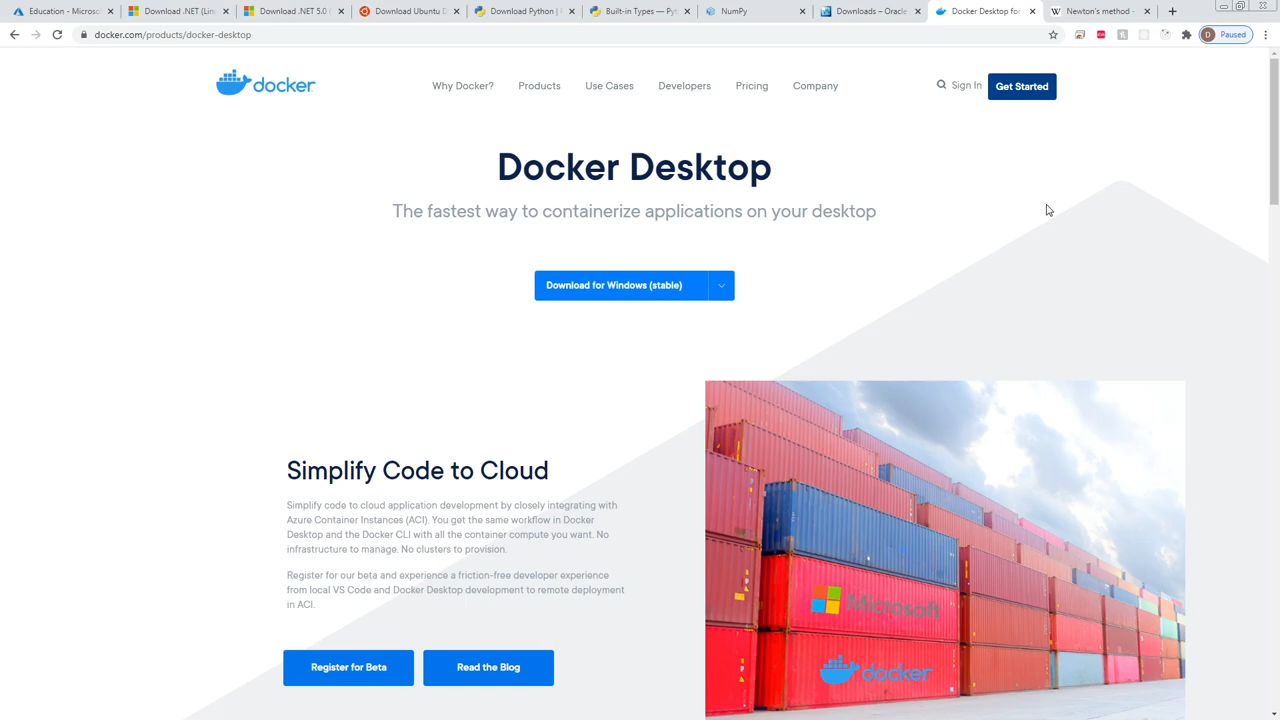 Education - Microso
Download .NET (Linu
Download .NET 5.0 (
Download Ubuntu D
Download Python | P
Built-in Types — Pyt
NumPy
Downloads – Oracle
Docker Desktop for
Newton's method -
docker.com/products/docker-desktop
D
Paused
docker
Why Docker?
Products
Use Cases
Developers
Pricing
Company
Sign In
Get Started
Docker Desktop
The fastest way to containerize applications on your desktop
Download for Windows (stable)
Simplify Code to Cloud
Simplify code to cloud application development by closely integrating with
Azure Container Instances (ACI). You get the same workflow in Docker
Desktop and the Docker CLI with all the container compute you want. No
infrastructure to manage. No clusters to provision.
Register for our beta and experience a friction-free developer experience
from local VS Code and Docker Desktop development to remote deployment
in ACI.
Register for Beta
Read the Blog
Microsoft
docker